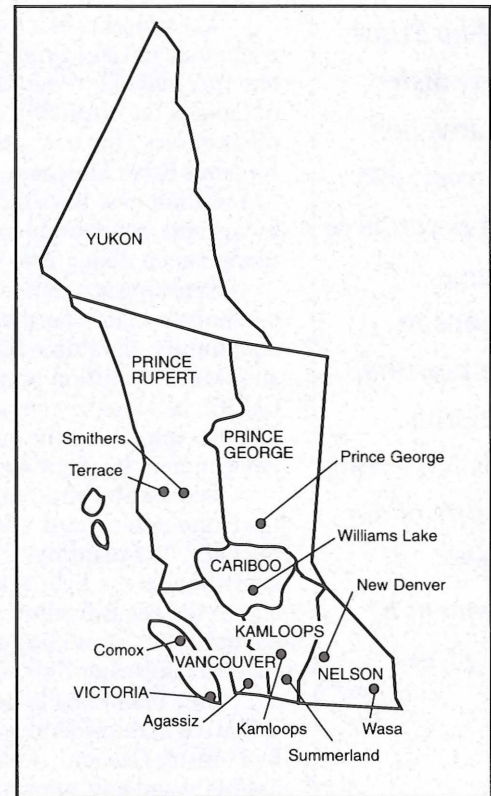 YUKON
PRINCE
RUPERT
Smithers
Terrace
PRINCE
GEORGE
Prince George
CARIBOO
Williams Lake
New Denver
KAMLOOPS
Comox
VANCOUVER
NELSON
VICTORIA
Agassiz
Kamloops
Wasa
Summerland